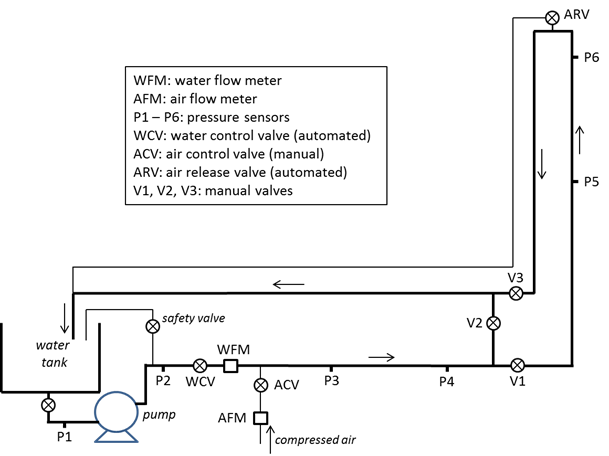 ARV
P6
WFM: water flow meter
AFM: air flow meter
P1 – P6: pressure sensors
WCV: water control valve (automated)
ACV: air control valve (manual)
ARV: air release valve (automated)
V1, V2, V3: manual valves
P5
V3
safety valve
V2
water
tank
WFM
P2
WCV
ACV
P3
P4
V1
pump
AFM
P1
compressed air